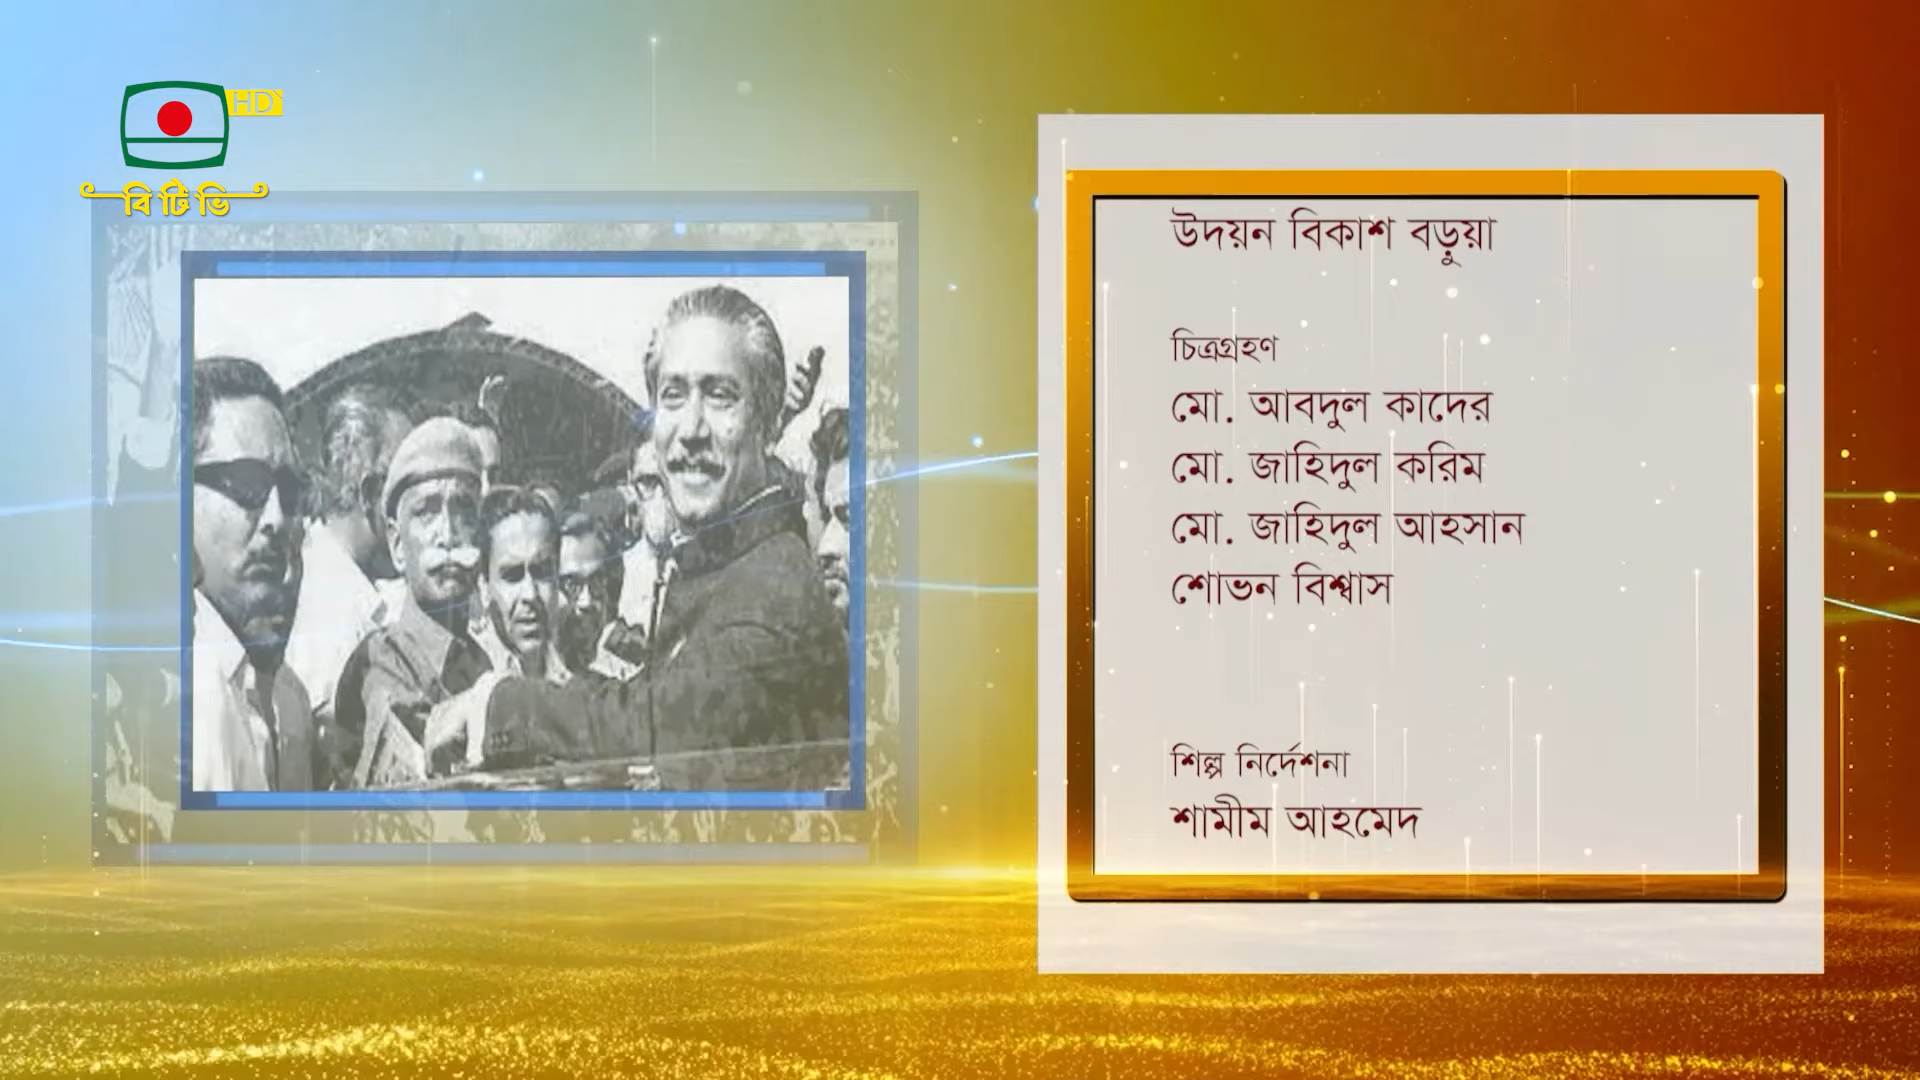 HD
বিটিভি
উদয়ন বিকাশ বড়ুয়া
চিত্রগ্রহণ
মো. আবদুল কাদের
মো. জাহিদুল করিম
মো. জাহিদুল আহসান
শোভন বিশ্বাস
শিল্প নির্দেশনা
শামীম আহমেদ